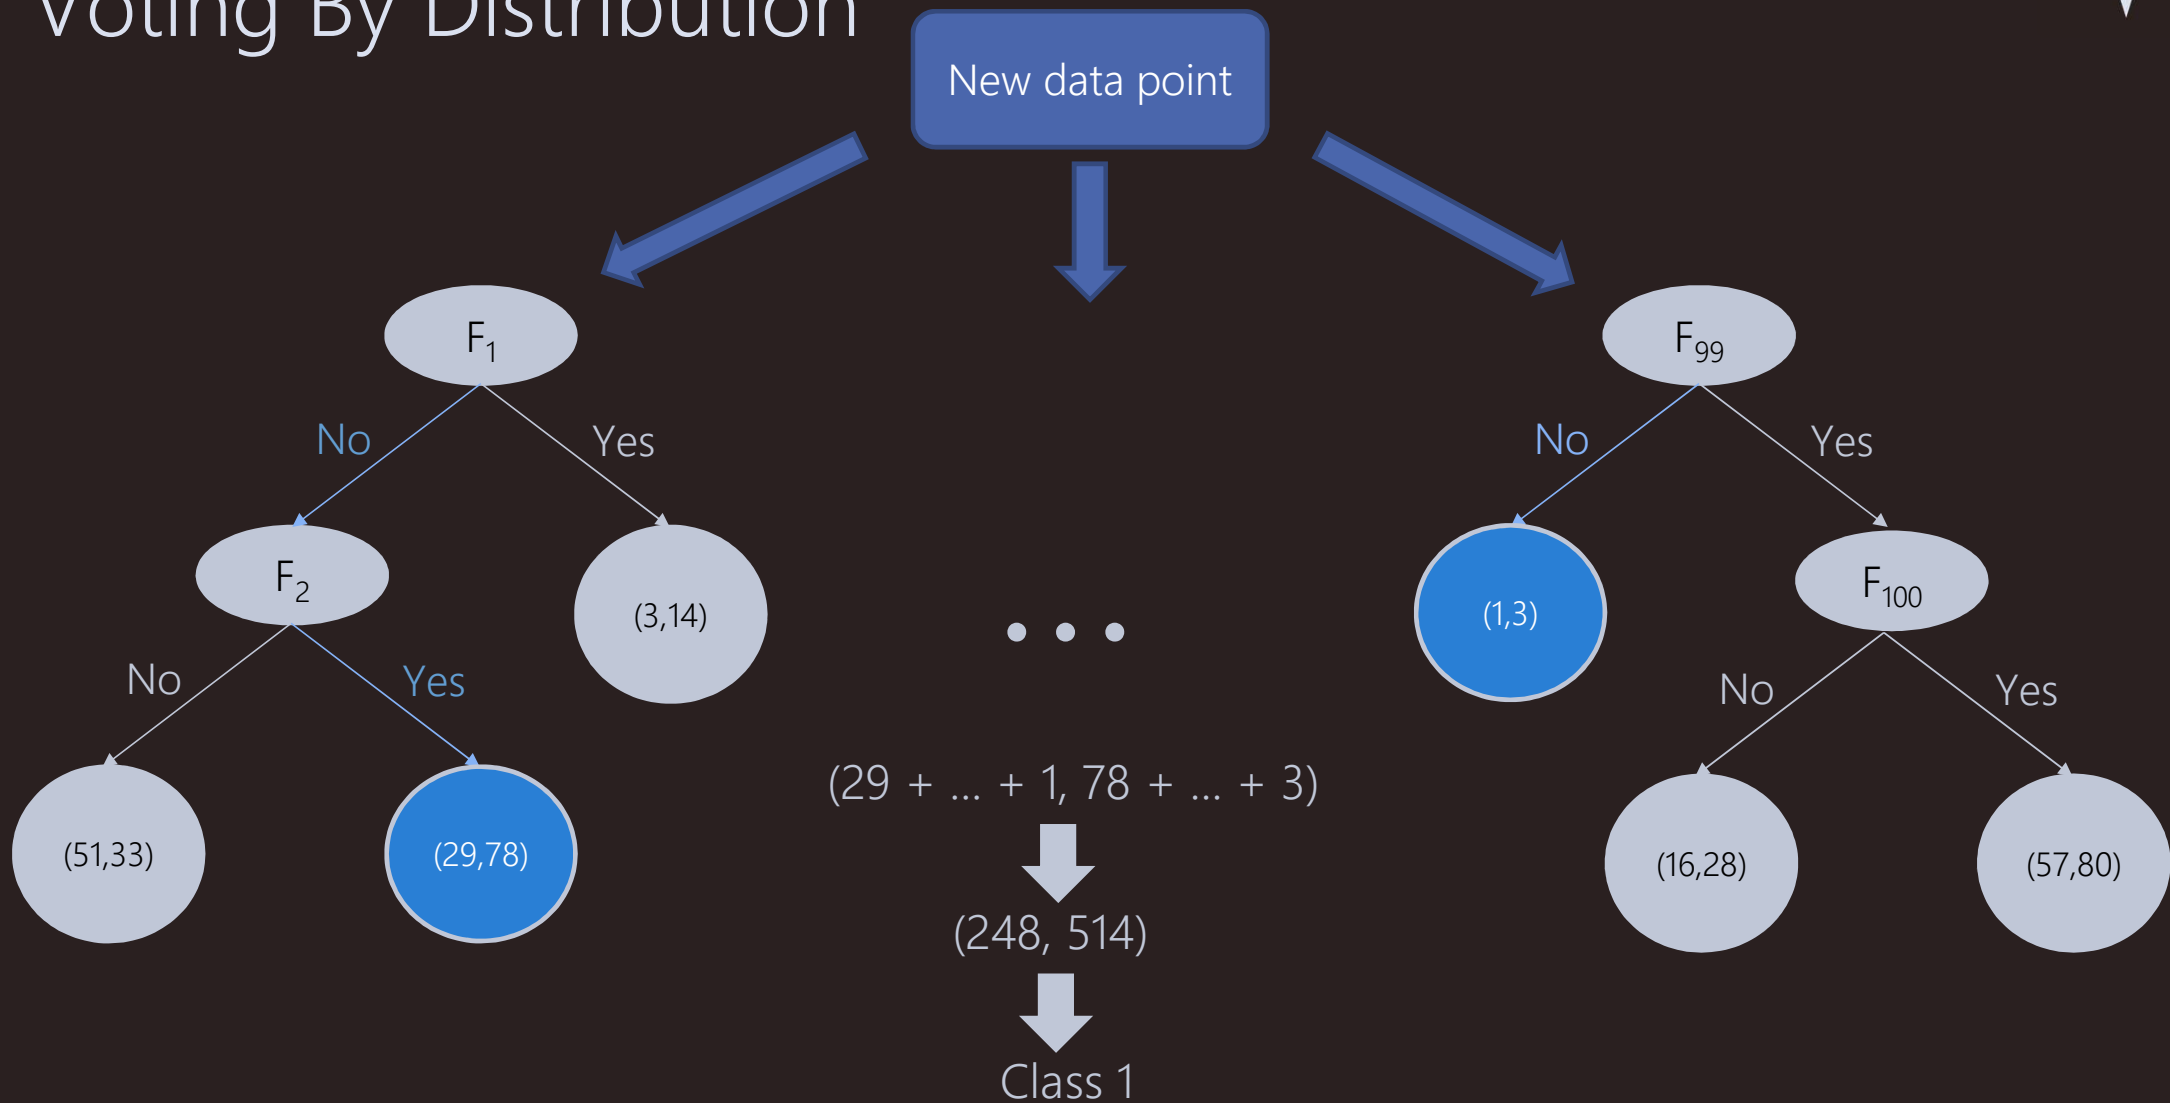 Voting By Distribution
New data point
F₁
F₉₉
No
Yes
No
Yes
F₂
(3,14)
(1,3)
F₁₀₀
No
Yes
No
Yes
(29 + ... + 1, 78 + ... + 3)
(51,33)
(29,78)
(16,28)
(57,80)
(248, 514)
Class 1